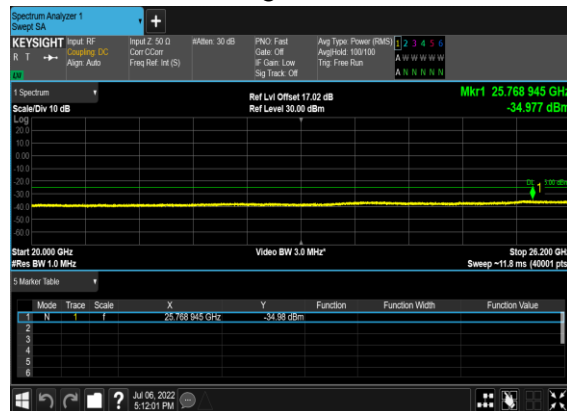 Spectrum Analyzer 1
Swept SA
KEYSIGHT Input: RF Input Z: 50 Ω #Atten: 30 dB PNO: Fast Avg Type: Power (RMS) 1 2 3 4 5 6
R T Coupling: DC Corr CCorr Gate: Off Avg|Hold: 100/100 A W W W W W
Align: Auto Freq Ref: Int (S) IF Gain: Low Trig: Free Run
LXI Sig Track: Off A N N N N N
1 Spectrum Ref Lvl Offset 17.02 dB Mkr1 25.768 945 GHz
Scale/Div 10 dB Ref Level 30.00 dBm -34.977 dBm
Log
20.0
10.0
0.00
-10.0
-20.0
-30.0
-40.0
-50.0
-60.0
1
Start 20.000 GHz Video BW 3.0 MHz* Stop 26.200 GHz
#Res BW 1.0 MHz Sweep ~11.8 ms (40001 pts
5 Marker Table
Mode Trace Scale X Y Function Function Width Function Value
1 N 1 f 25.768 945 GHz -34.98 dBm
2
3
4
5
6
? Jul 06, 2022
5:12:01 PM